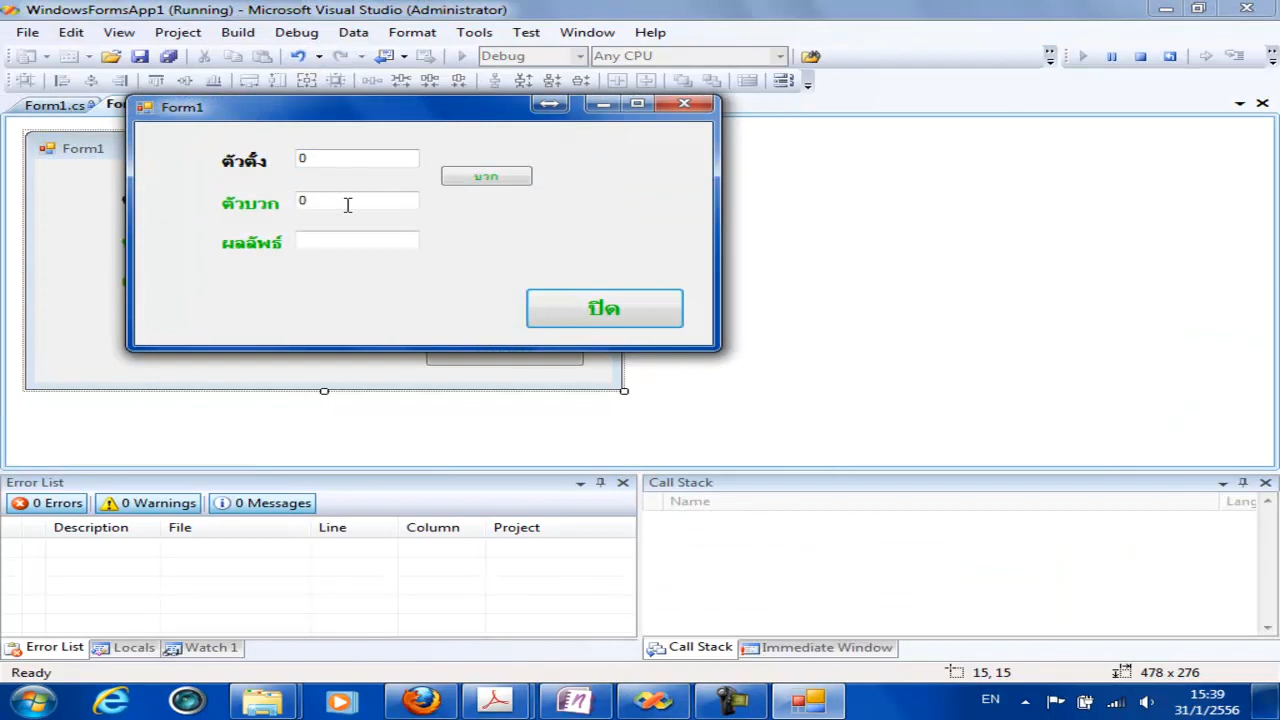 WindowsFormsApp1 (Running) - Microsoft Visual Studio (Administrator)
File Edit View Project Build Debug Data Format Tools Test Window Help
Debug Any CPU
Form1.cs
Form1
Form1
ตัวตั้ง 0
บวก
ตัวบวก 0
ผลลัพธ์
ปิด
Error List
Call Stack
0 Errors 0 Warnings 0 Messages
Name
Description File Line Column Project
Error List Locals Watch 1
Call Stack Immediate Window
Ready 15, 15 478 x 276
EN
15:39
31/1/2556